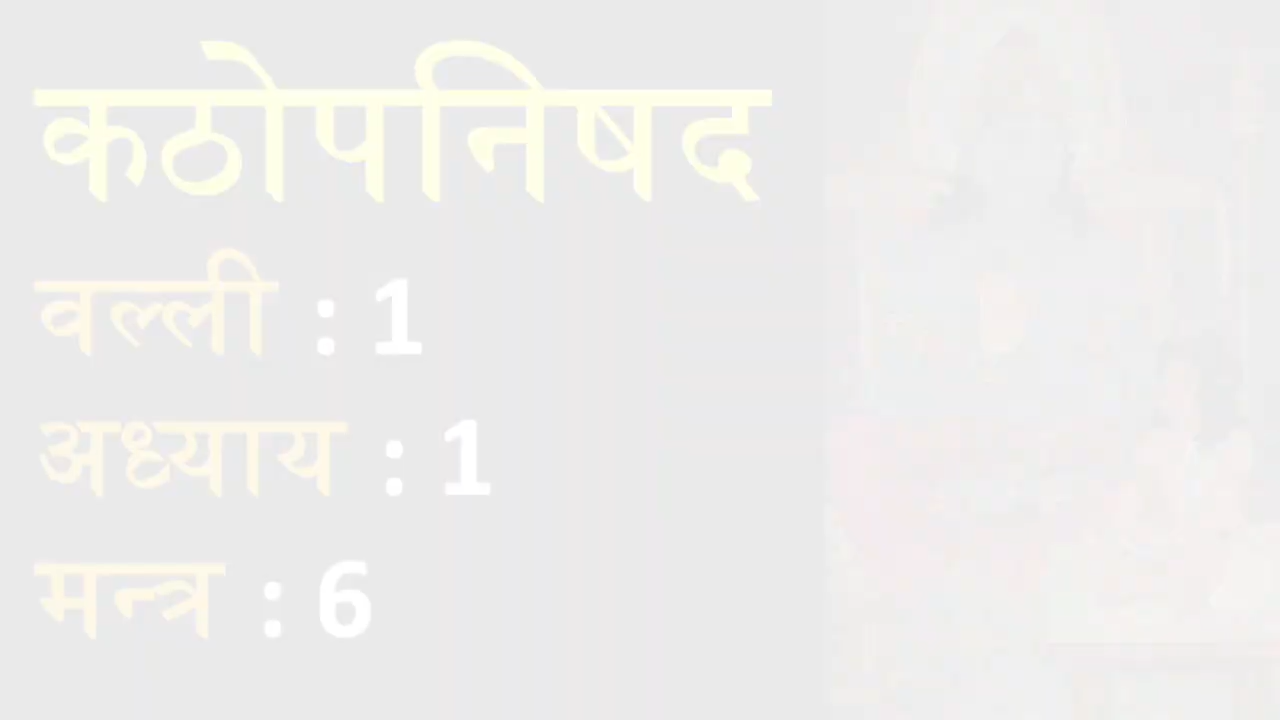 कठोपनिषद
वल्ली : 1
अध्याय : 1
मन्त्र : 6